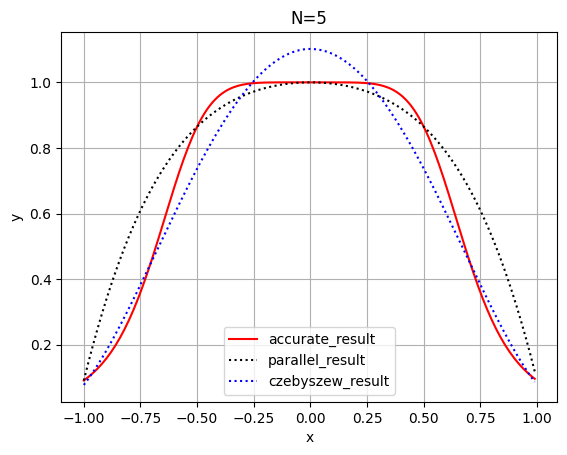 N=5
y
1.0
0.8
0.6
0.4
0.2
accurate_result
parallel_result
czebyszew_result
−1.00 −0.75 −0.50 −0.25 0.00 0.25 0.50 0.75 1.00
x